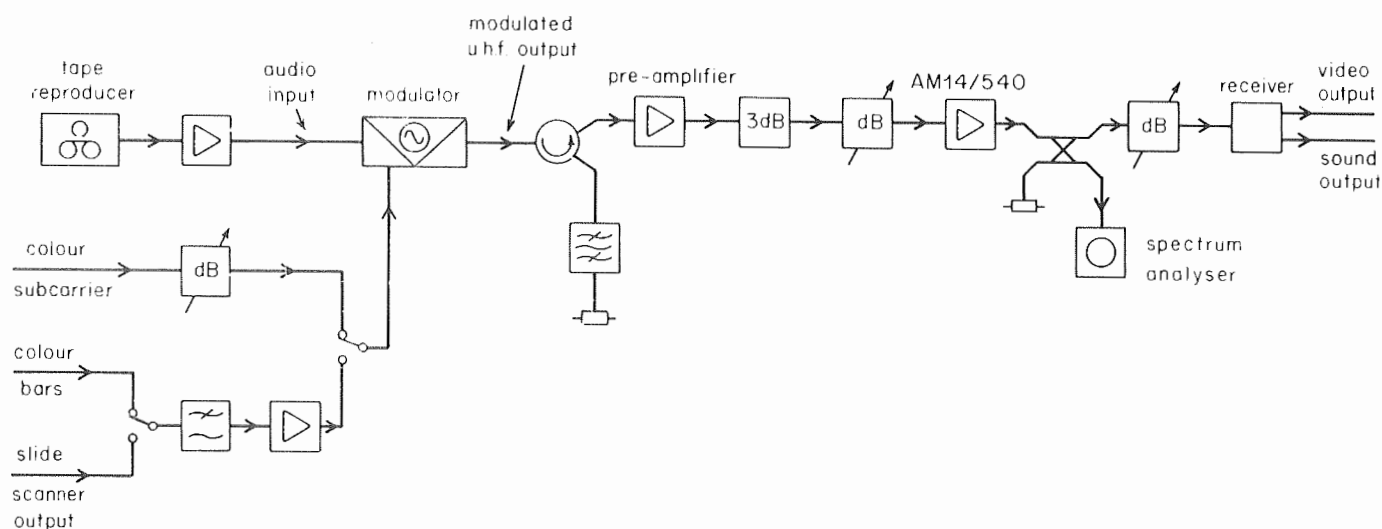 modulated
u.h.f. output
tape
reproducer
audio
input
modulator
pre-amplifier
3dB
dB
AM14/540
dB
receiver
video
output
sound
output
spectrum
analyser
colour
subcarrier
dB
colour
bars
slide
scanner
output